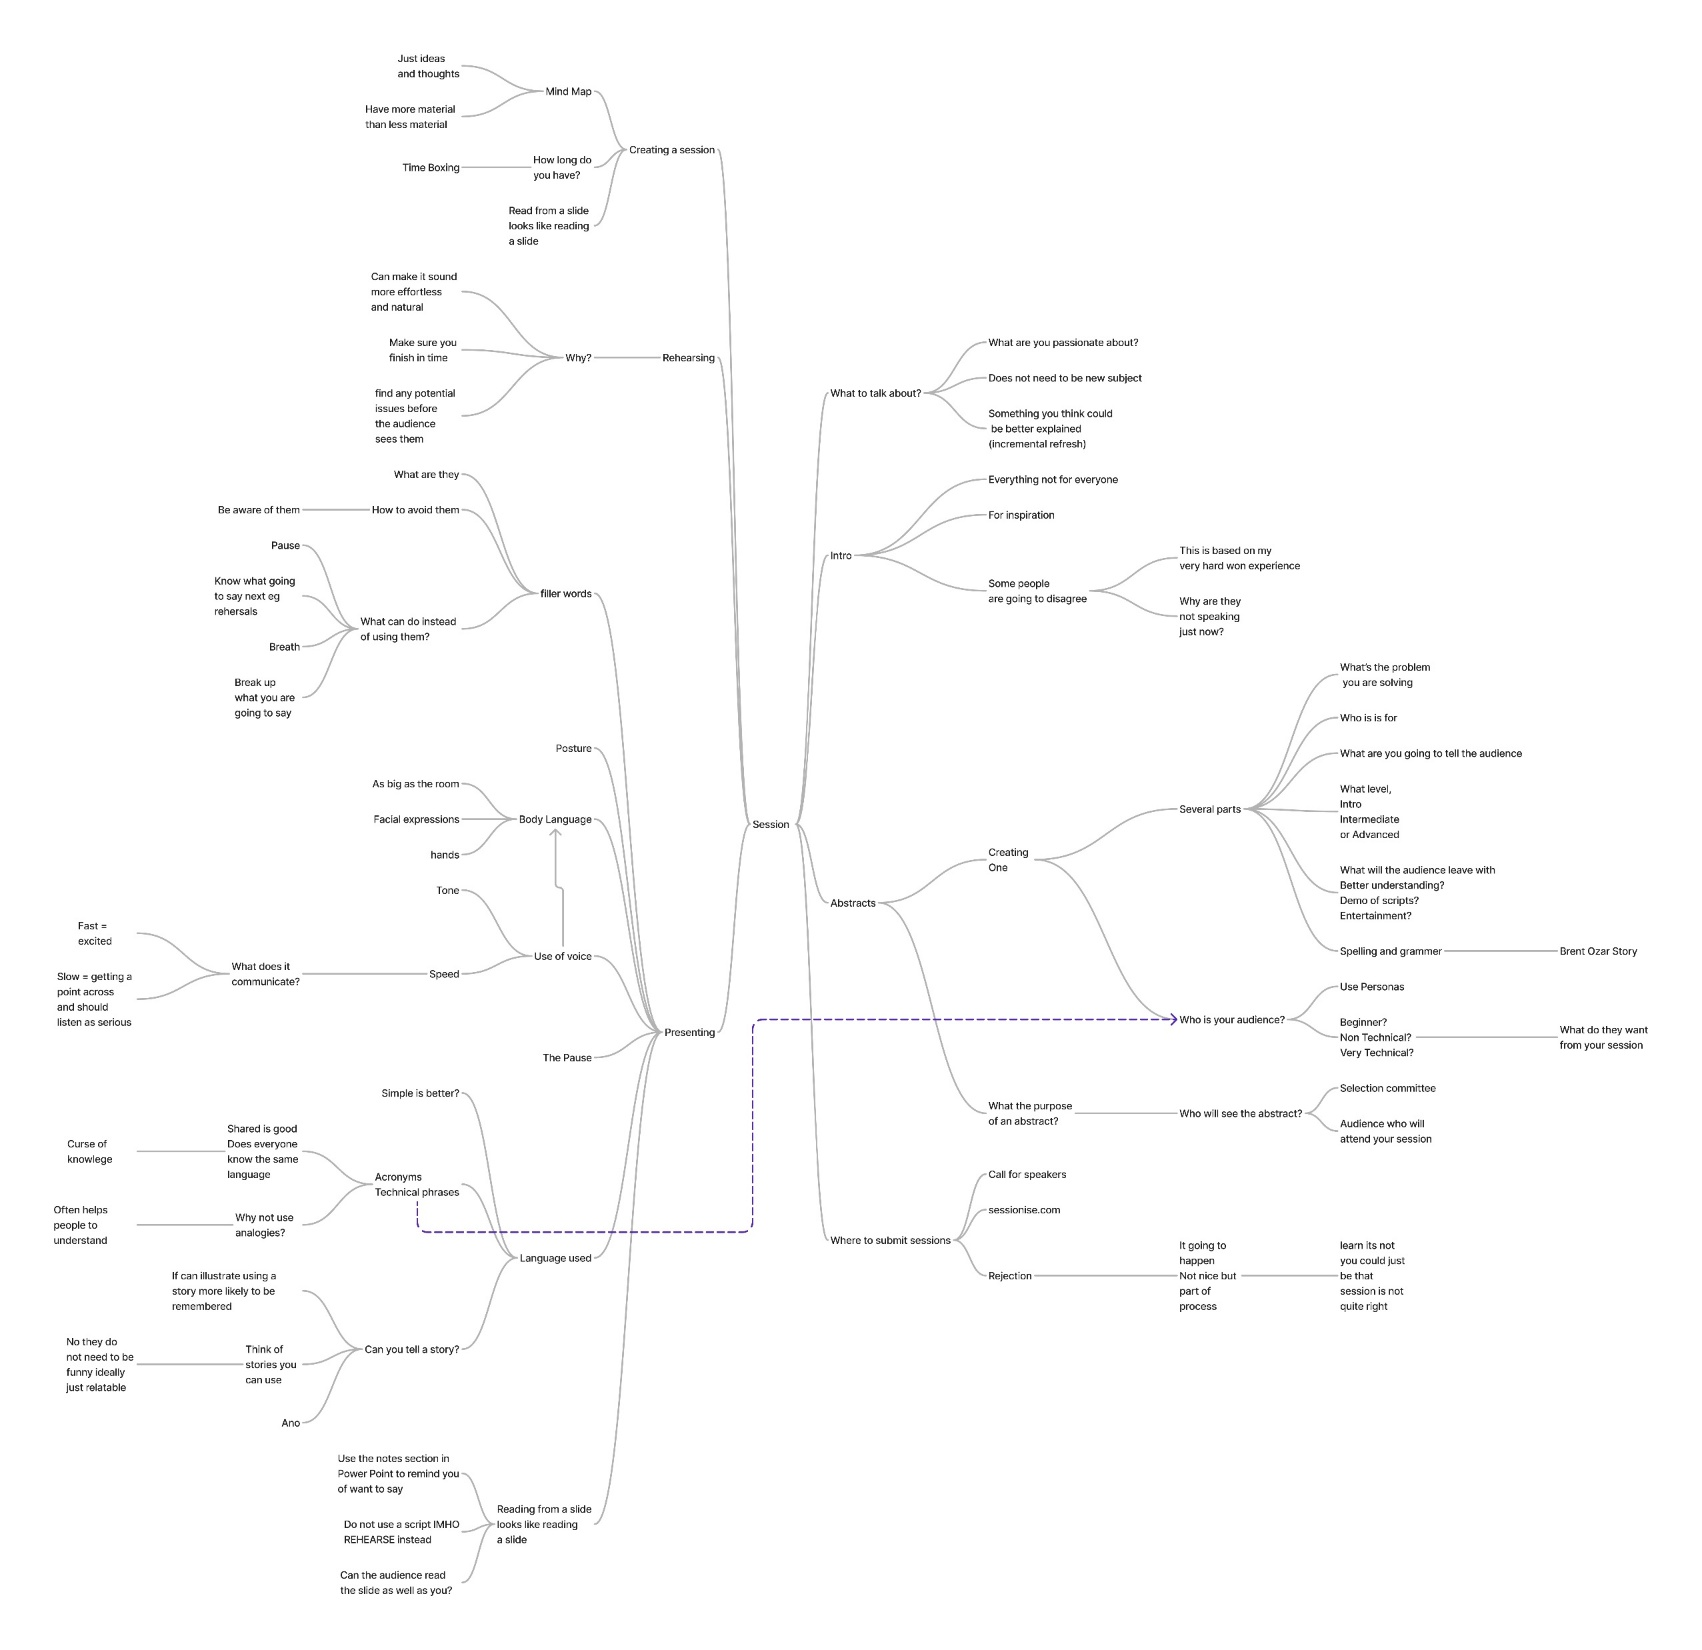 Just ideas
and thoughts
Mind Map
Have more material
than less material
Creating a session
How long do
you have?
Time Boxing
Read from a slide
looks like reading
a slide
Can make it sound
more effortless
and natural
Make sure you
finish in time
Why?
Rehearsing
find any potential
issues before
the audience
sees them
What are they
Be aware of them
How to avoid them
Pause
Know what going
to say next eg
rehersals
filler words
What can do instead
of using them?
Breath
Break up
what you are
going to say
Posture
As big as the room
Facial expressions
Body Language
hands
Tone
Fast =
excited
Use of voice
What does it
communicate?
Speed
Slow = getting a
point across
and should
listen as serious
Presenting
The Pause
Simple is better?
Shared is good
Does everyone
know the same
language
Curse of
knowlege
Acronyms
Technical phrases
Often helps
people to
understand
Why not use
analogies?
Language used
If can illustrate using a
story more likely to be
remembered
No they do
not need to be
funny ideally
just relatable
Think of
stories you
can use
Can you tell a story?
Ano
Use the notes section in
Power Point to remind you
of want to say
Reading from a slide
looks like reading
a slide
Do not use a script IMHO
REHEARSE instead
Can the audience read
the slide as well as you?
Session
What to talk about?
What are you passionate about?
Does not need to be new subject
Something you think could
be better explained
(incremental refresh)
Intro
Everything not for everyone
For inspiration
Some people
are going to disagree
This is based on my
very hard won experience
Why are they
not speaking
just now?
Abstracts
Creating
One
Several parts
What's the problem
you are solving
Who is is for
What are you going to tell the audience
What level,
Intro
Intermediate
or Advanced
What will the audience leave with
Better understanding?
Demo of scripts?
Entertainment?
Spelling and grammer
Brent Ozar Story
Who is your audience?
Use Personas
Beginner?
Non Technical?
Very Technical?
What do they want
from your session
What the purpose
of an abstract?
Who will see the abstract?
Selection committee
Audience who will
attend your session
Where to submit sessions
Call for speakers
sessionise.com
Rejection
It going to
happen
Not nice but
part of
process
learn its not
you could just
be that
session is not
quite right